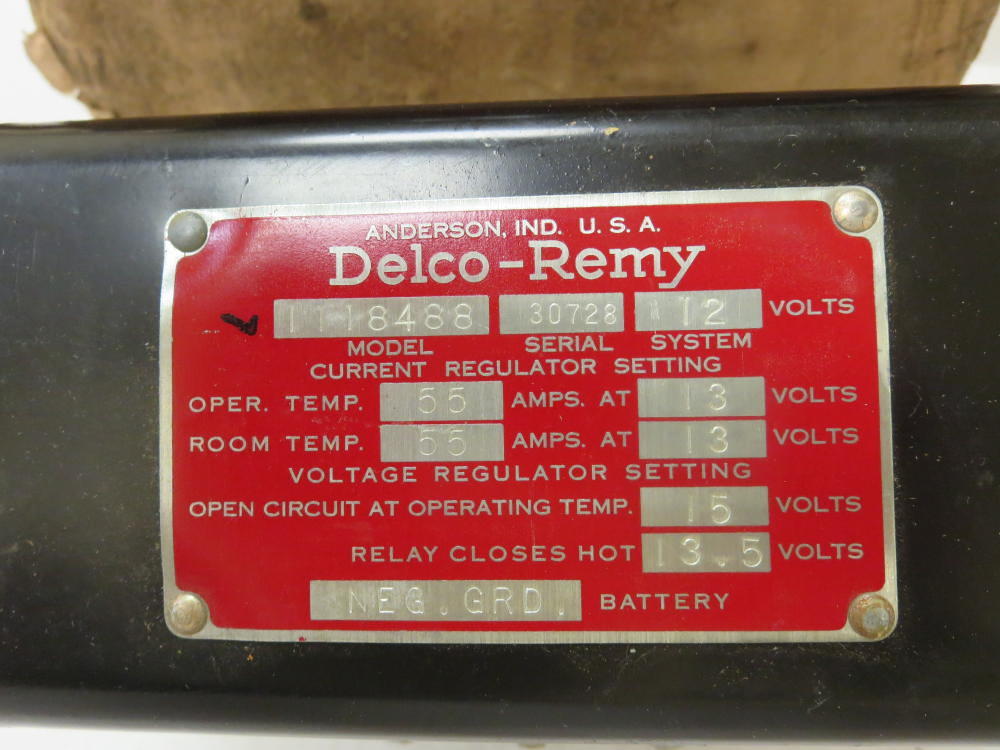 ANDERSON, IND. U. S. A.
Delco-Remy
1118488 30728 12 VOLTS
MODEL SERIAL SYSTEM
CURRENT REGULATOR SETTING
OPER. TEMP. 55 AMPS. AT 13 VOLTS
ROOM TEMP. 55 AMPS. AT 13 VOLTS
VOLTAGE REGULATOR SETTING
OPEN CIRCUIT AT OPERATING TEMP. 15 VOLTS
RELAY CLOSES HOT 13.5 VOLTS
NEG. GRD. BATTERY